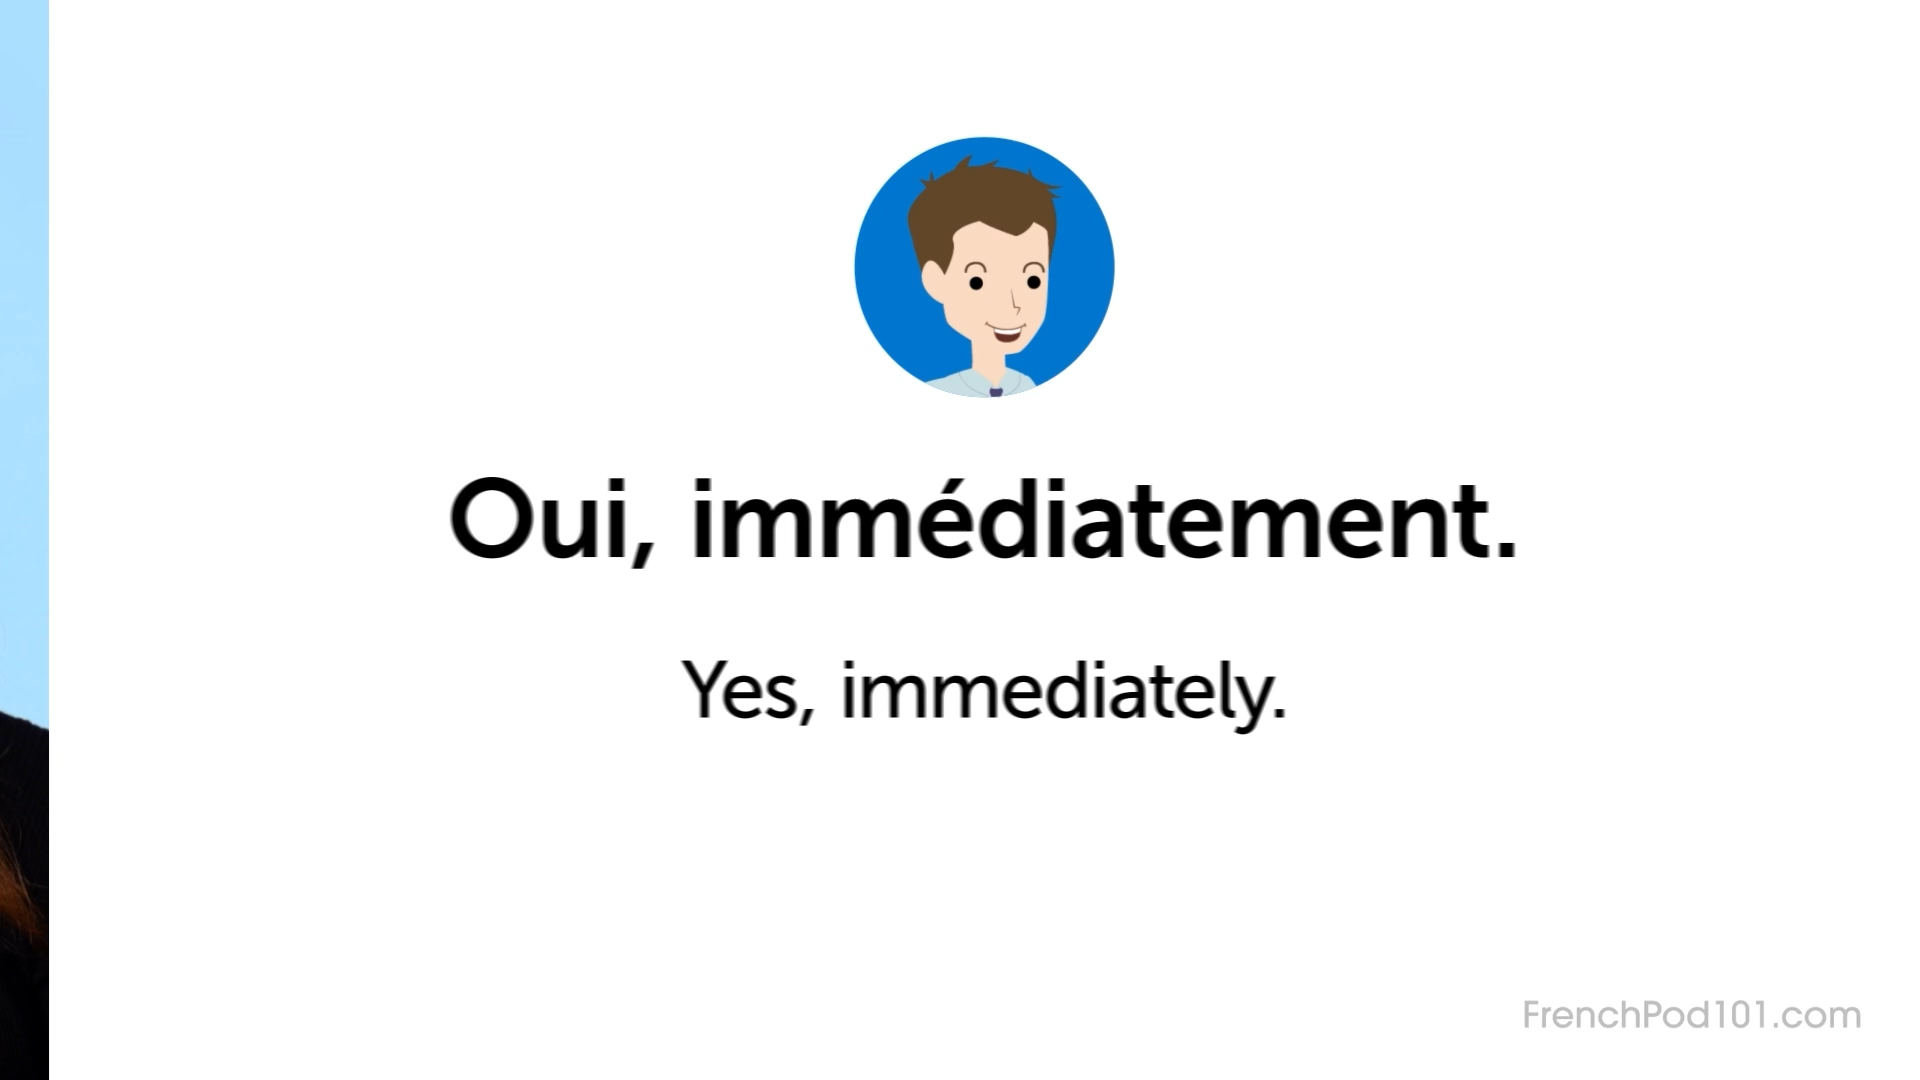 Oui, immédiatement.
Yes, immediately.
FrenchPod101.com